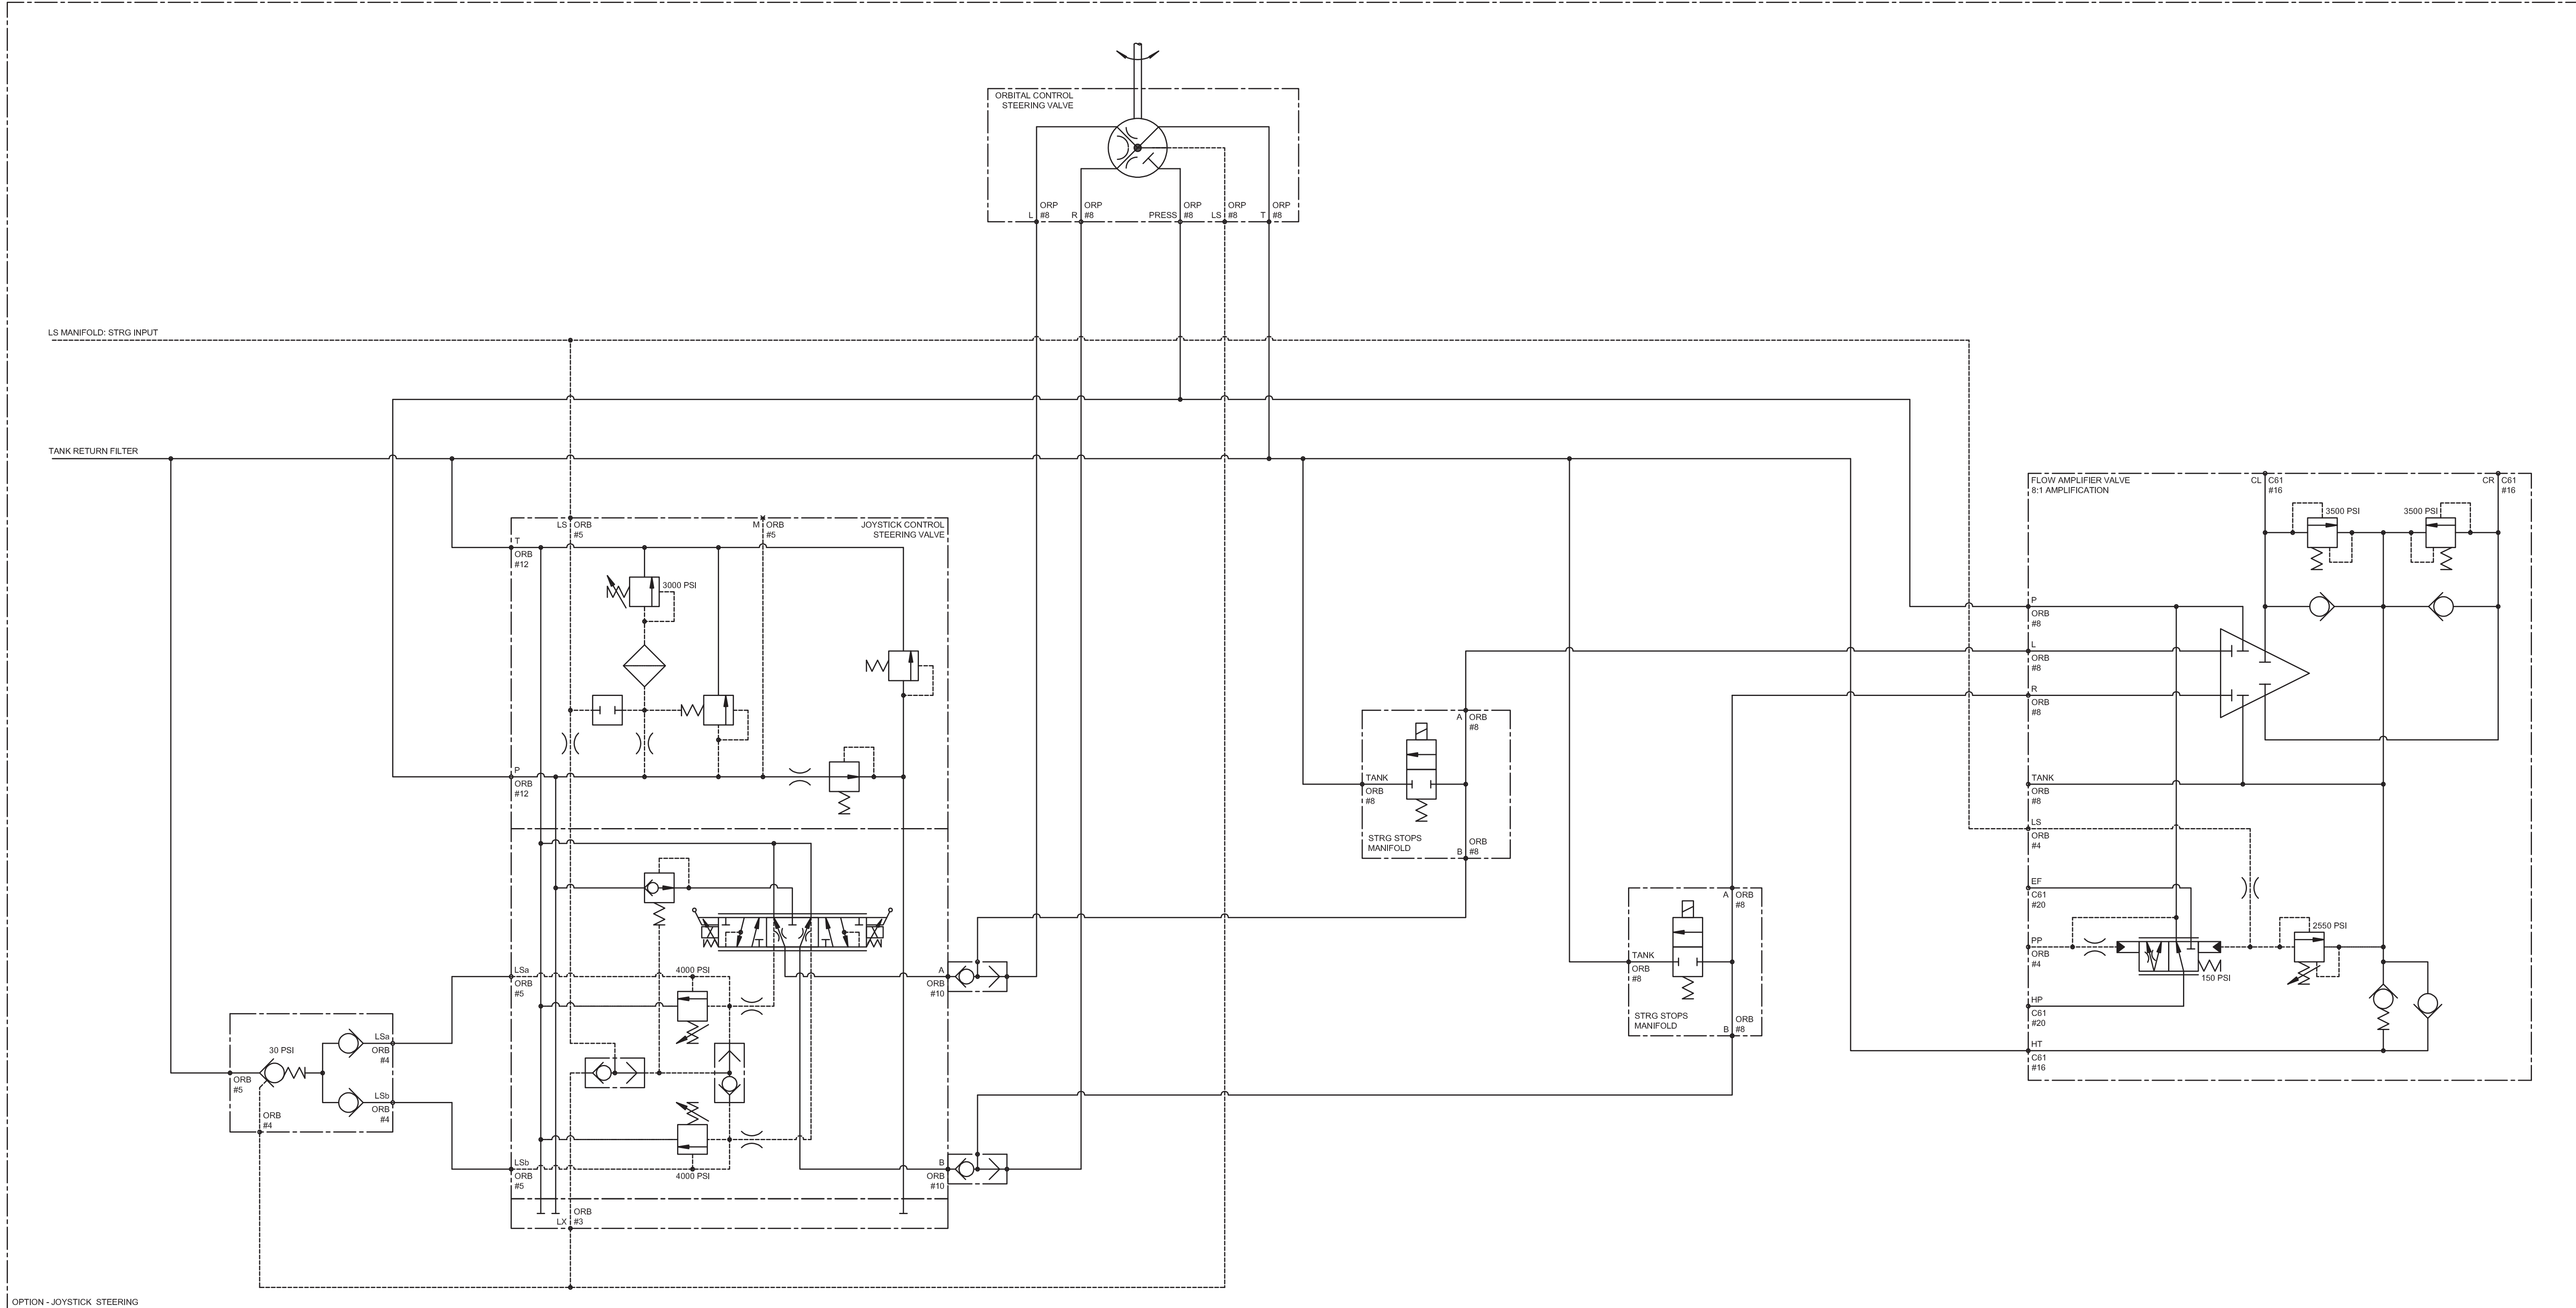 ORBITAL CONTROL
STEERING VALVE
L
ORP
#8
R
ORP
#8
PRESS
ORP
#8
LS
ORP
#8
T
ORP
#8
LS MANIFOLD: STRG INPUT
TANK RETURN FILTER
LS
ORB
#5
M
ORB
#5
JOYSTICK CONTROL
STEERING VALVE
T
ORB
#12
3000 PSI
P
ORB
#12
LSa
ORB
#5
4000 PSI
A
ORB
#10
LSb
ORB
#5
4000 PSI
B
ORB
#10
LX
ORB
#3
30 PSI
LSa
ORB
#4
ORB
#5
LSb
ORB
#4
ORB
#4
A
ORB
#8
TANK
ORB
#8
STRG STOPS
MANIFOLD
B
ORB
#8
A
ORB
#8
TANK
ORB
#8
STRG STOPS
MANIFOLD
B
ORB
#8
FLOW AMPLIFIER VALVE
8:1 AMPLIFICATION
CL
C61
#16
CR
C61
#16
3500 PSI
3500 PSI
P
ORB
#8
L
ORB
#8
R
ORB
#8
TANK
ORB
#8
LS
ORB
#4
EF
C61
#20
PP
ORB
#4
2550 PSI
150 PSI
HP
C61
#20
HT
C61
#16
OPTION - JOYSTICK STEERING